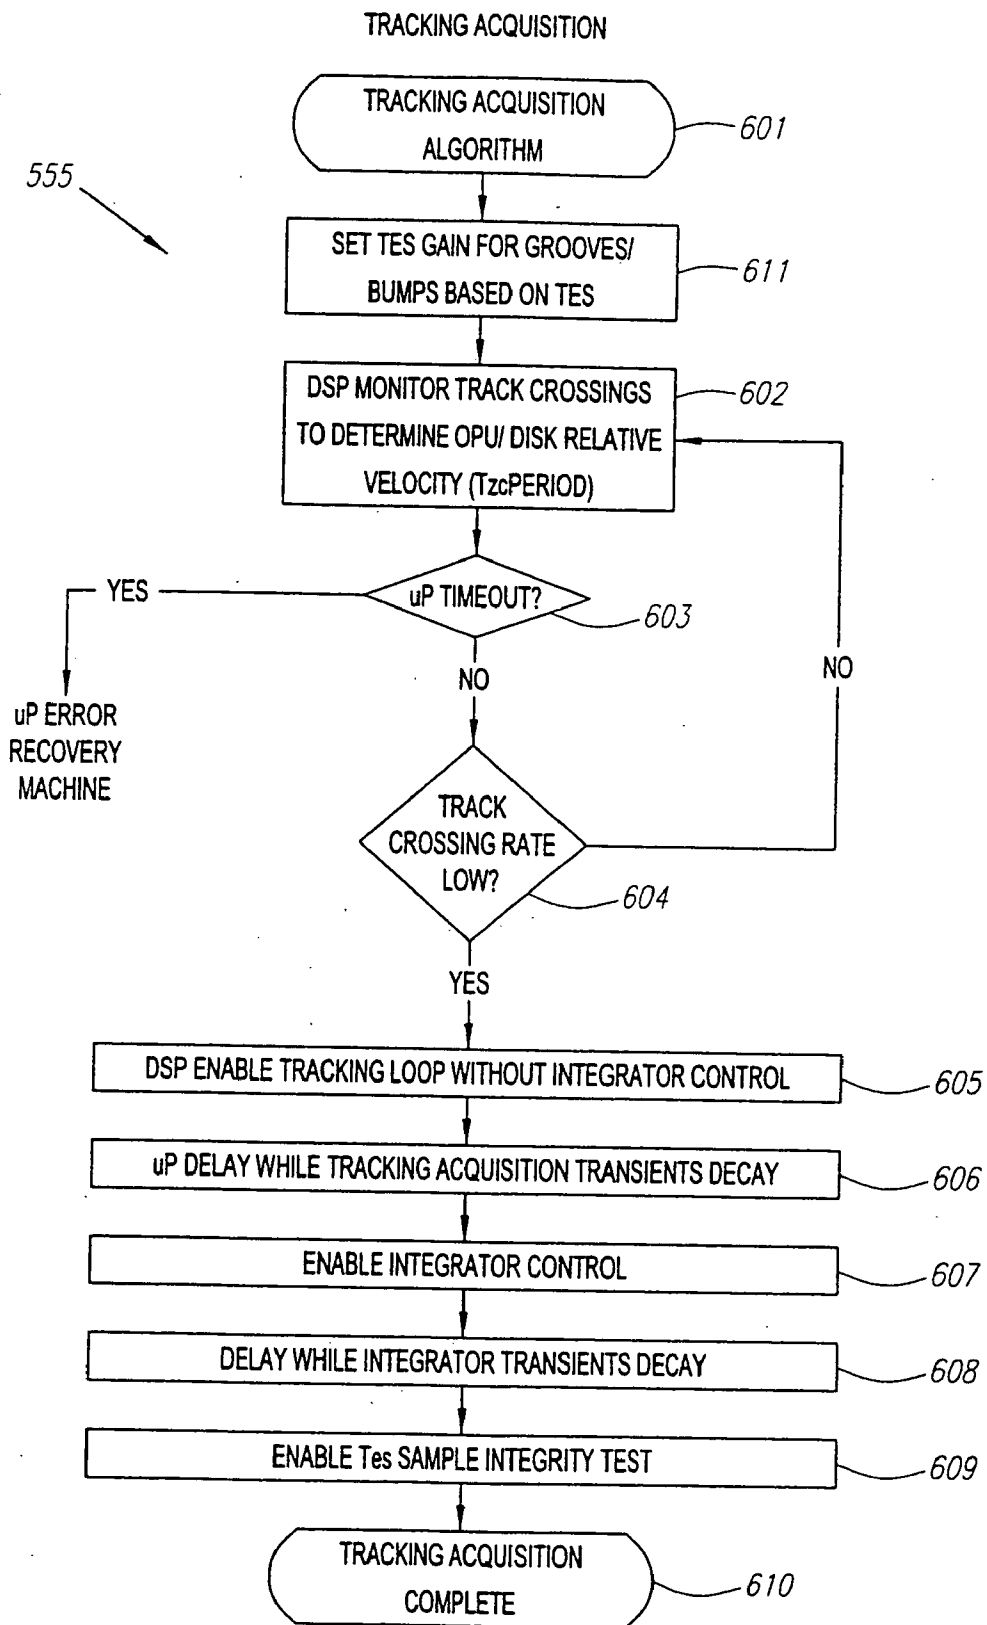 TRACKING ACQUISITION
TRACKING ACQUISITION
ALGORITHM
601
555
SET TES GAIN FOR GROOVES/
BUMPS BASED ON TES
611
DSP MONITOR TRACK CROSSINGS
TO DETERMINE OPU/ DISK RELATIVE
VELOCITY (TzcPERIOD)
602
YES
uP TIMEOUT?
603
NO
NO
uP ERROR
RECOVERY
MACHINE
TRACK
CROSSING RATE
LOW?
604
YES
DSP ENABLE TRACKING LOOP WITHOUT INTEGRATOR CONTROL
605
uP DELAY WHILE TRACKING ACQUISITION TRANSIENTS DECAY
606
ENABLE INTEGRATOR CONTROL
607
DELAY WHILE INTEGRATOR TRANSIENTS DECAY
608
ENABLE Tes SAMPLE INTEGRITY TEST
609
TRACKING ACQUISITION
COMPLETE
610